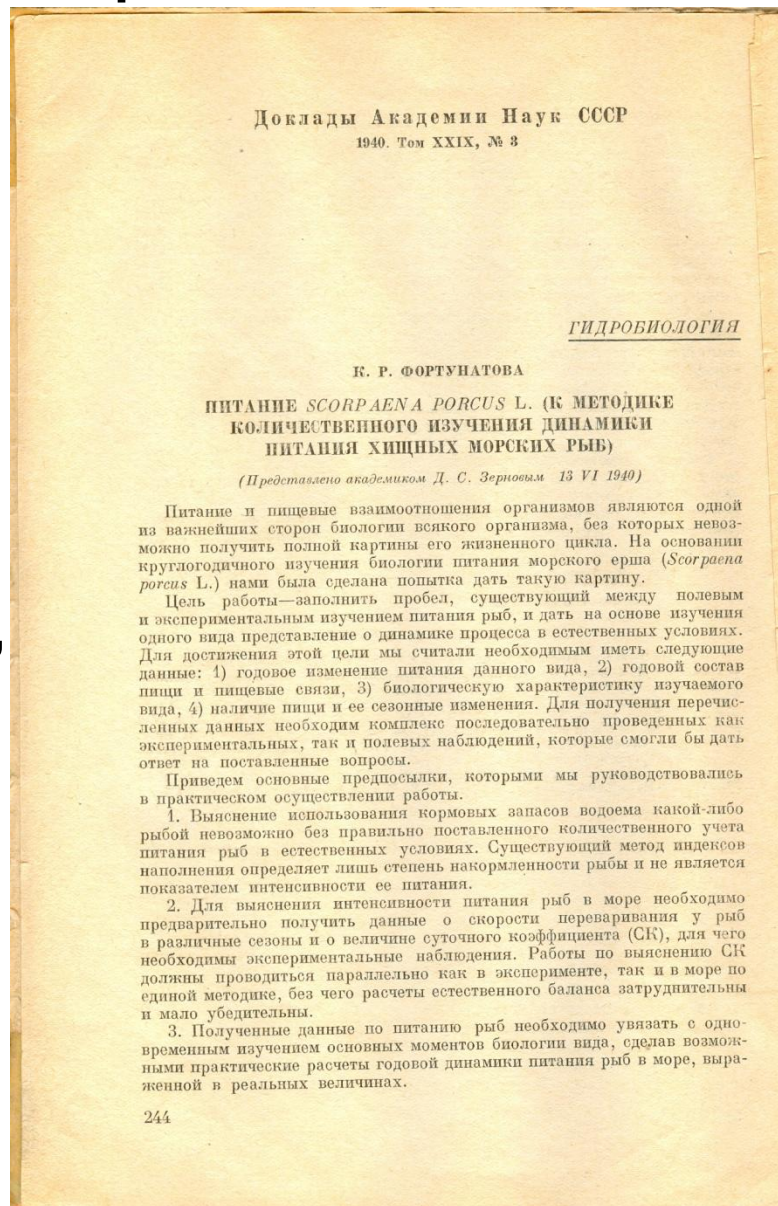 Доклады Академии Наук СССР
1940. Том XXIX, № 3
ГИДРОБИОЛОГИЯ
К. Р. ФОРТУНАТОВА
ПИТАНИЕ SCORPAENA PORCUS L. (К МЕТОДИКЕ
КОЛИЧЕСТВЕННОГО ИЗУЧЕНИЯ ДИНАМИКИ
ПИТАНИЯ ХИЩНЫХ МОРСКИХ РЫБ)
(Представлено академиком Д. С. Зерновым 13 VI 1940)
Питание и пищевые взаимоотношения организмов являются одной
из важнейших сторон биологии всякого организма, без которых невоз-
можно получить полной картины его жизненного цикла. На основании
круглогодичного изучения биологии питания морского ерша (Scorpaena
porcus L.) нами была сделана попытка дать такую картину.
Цель работы—заполнить пробел, существующий между полевым
и экспериментальным изучением питания рыб, и дать на основе изучения
одного вида представление о динамике процесса в естественных условиях.
Для достижения этой цели мы считали необходимым иметь следующие
данные: 1) годовое изменение питания данного вида, 2) годовой состав
пищи и пищевые связи, 3) биологическую характеристику изучаемого
вида, 4) наличие пищи и ее сезонные изменения. Для получения перечис-
ленных данных необходим комплекс последовательно проведенных как
экспериментальных, так и полевых наблюдений, которые смогли бы дать
ответ на поставленные вопросы.
Приведем основные предпосылки, которыми мы руководствовались
в практическом осуществлении работы.
1. Выяснение использования кормовых запасов водоема какой-либо
рыбой невозможно без правильно поставленного количественного учета
питания рыб в естественных условиях. Существующий метод индексов
наполнения определяет лишь степень накормленности рыбы и не является
показателем интенсивности ее питания.
2. Для выяснения интенсивности питания рыб в море необходимо
предварительно получить данные о скорости переваривания у рыб
в различные сезоны и о величине суточного коэффициента (СК), для чего
необходимы экспериментальные наблюдения. Работы по выяснению СК
должны проводиться параллельно как в эксперименте, так и в море по
единой методике, без чего расчеты естественного баланса затруднительны
и мало убедительны.
3. Полученные данные по питанию рыб необходимо увязать с одно-
временным изучением основных моментов биологии вида, сделав возмож-
ными практические расчеты годовой динамики питания рыб в море, выра-
женной в реальных величинах.
244